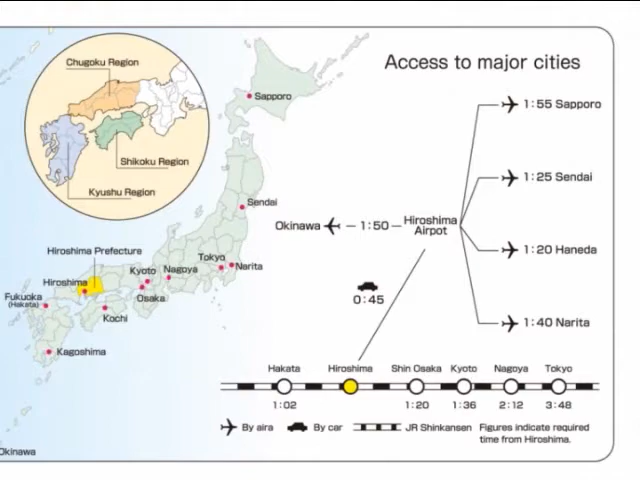 Chugoku Region
Shikoku Region
Kyushu Region
Access to major cities
Sapporo
Sendai
Tokyo
Narita
Nagoya
Kyoto
Osaka
Hiroshima Prefecture
Hiroshima
Fukuoka
(Hakata)
Kochi
Kagoshima
Okinawa
Okinawa 1:50 Hiroshima
Airpot
1:55 Sapporo
1:25 Sendai
1:20 Haneda
1:40 Narita
0:45
Hakata Hiroshima Shin Osaka Kyoto Nagoya Tokyo
1:02 1:20 1:36 2:12 3:48
By aira By car JR Shinkansen Figures indicate required
time from Hiroshima.